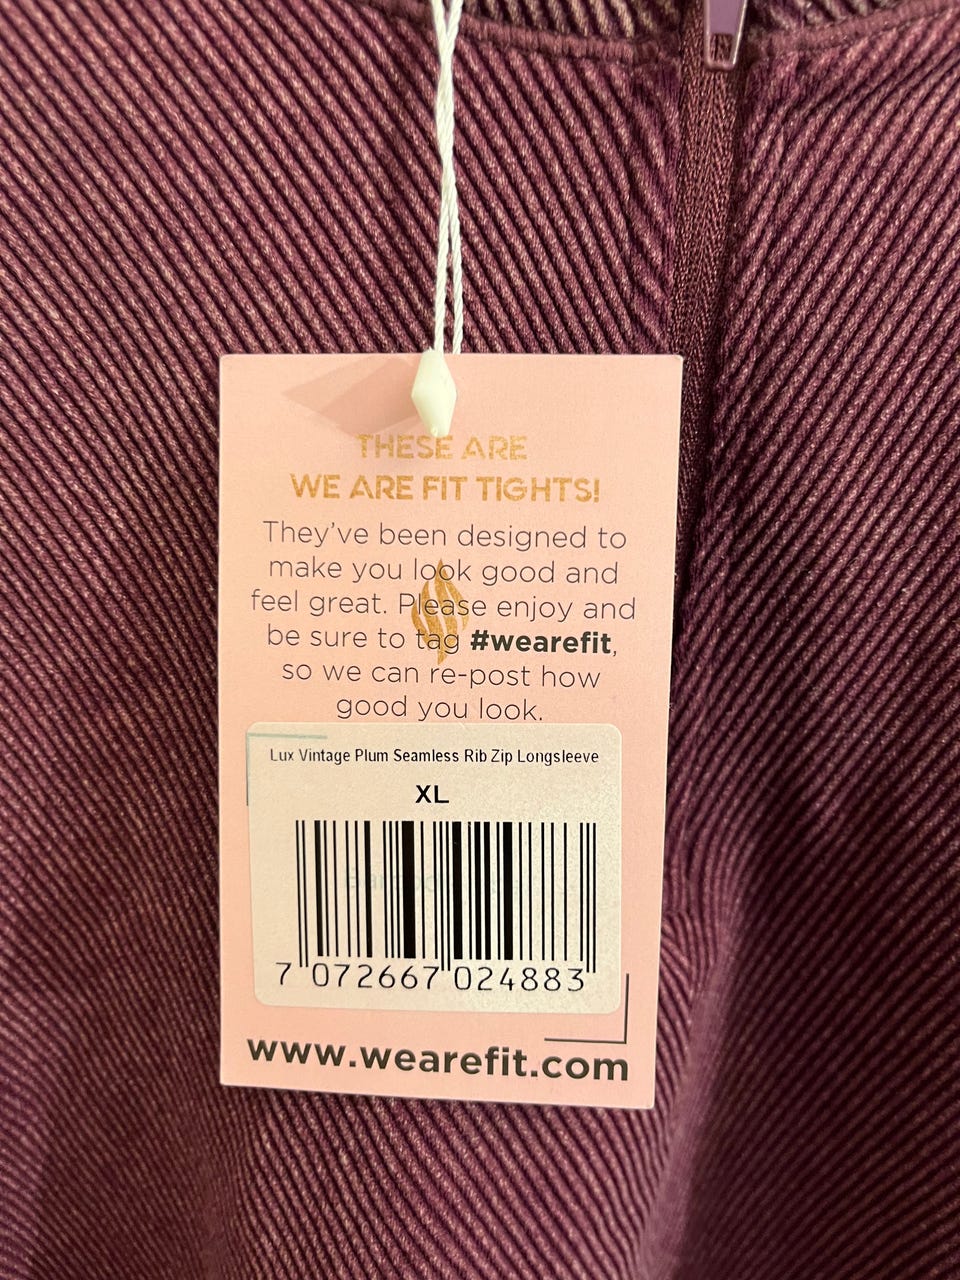 THESE ARE
WE ARE FIT TIGHTS!
They've been designed to
make you look good and
feel great. Please enjoy and
be sure to tag #wearefit,
so we can re-post how
good you look.
Lux Vintage Plum Seamless Rib Zip Longsleeve
XL
7 072667 024883
www.wearefit.com